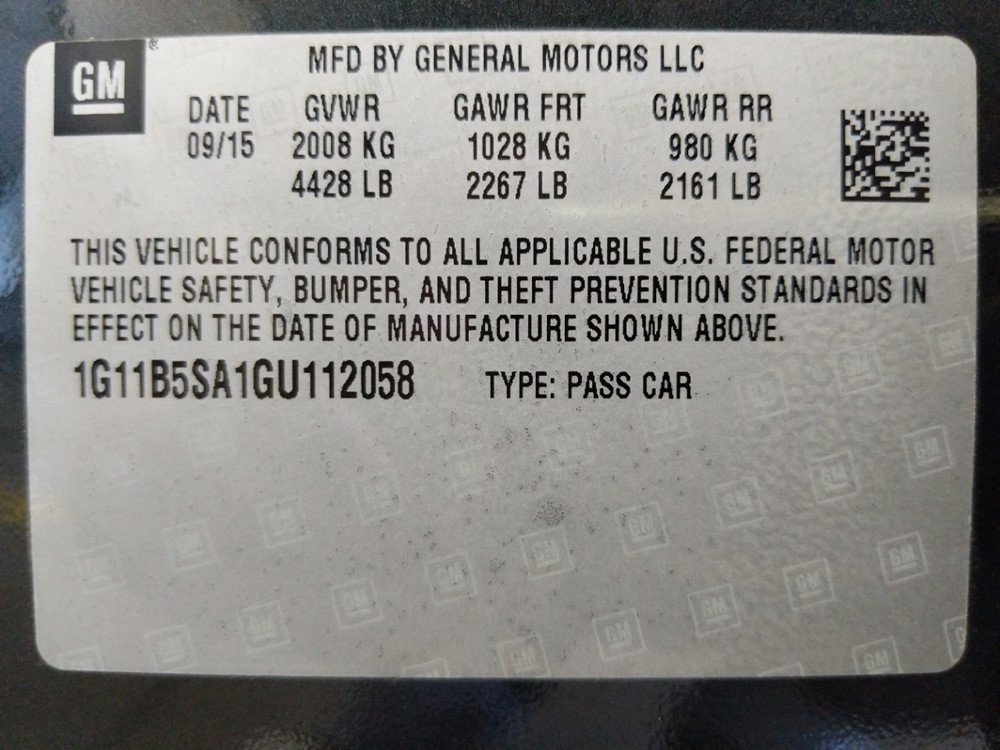 GM
MFD BY GENERAL MOTORS LLC
DATE GVWR GAWR FRT GAWR RR
09/15 2008 KG 1028 KG 980 KG
4428 LB 2267 LB 2161 LB
THIS VEHICLE CONFORMS TO ALL APPLICABLE U.S. FEDERAL MOTOR
VEHICLE SAFETY, BUMPER, AND THEFT PREVENTION STANDARDS IN
EFFECT ON THE DATE OF MANUFACTURE SHOWN ABOVE.
1G11B5SA1GU112058 TYPE: PASS CAR